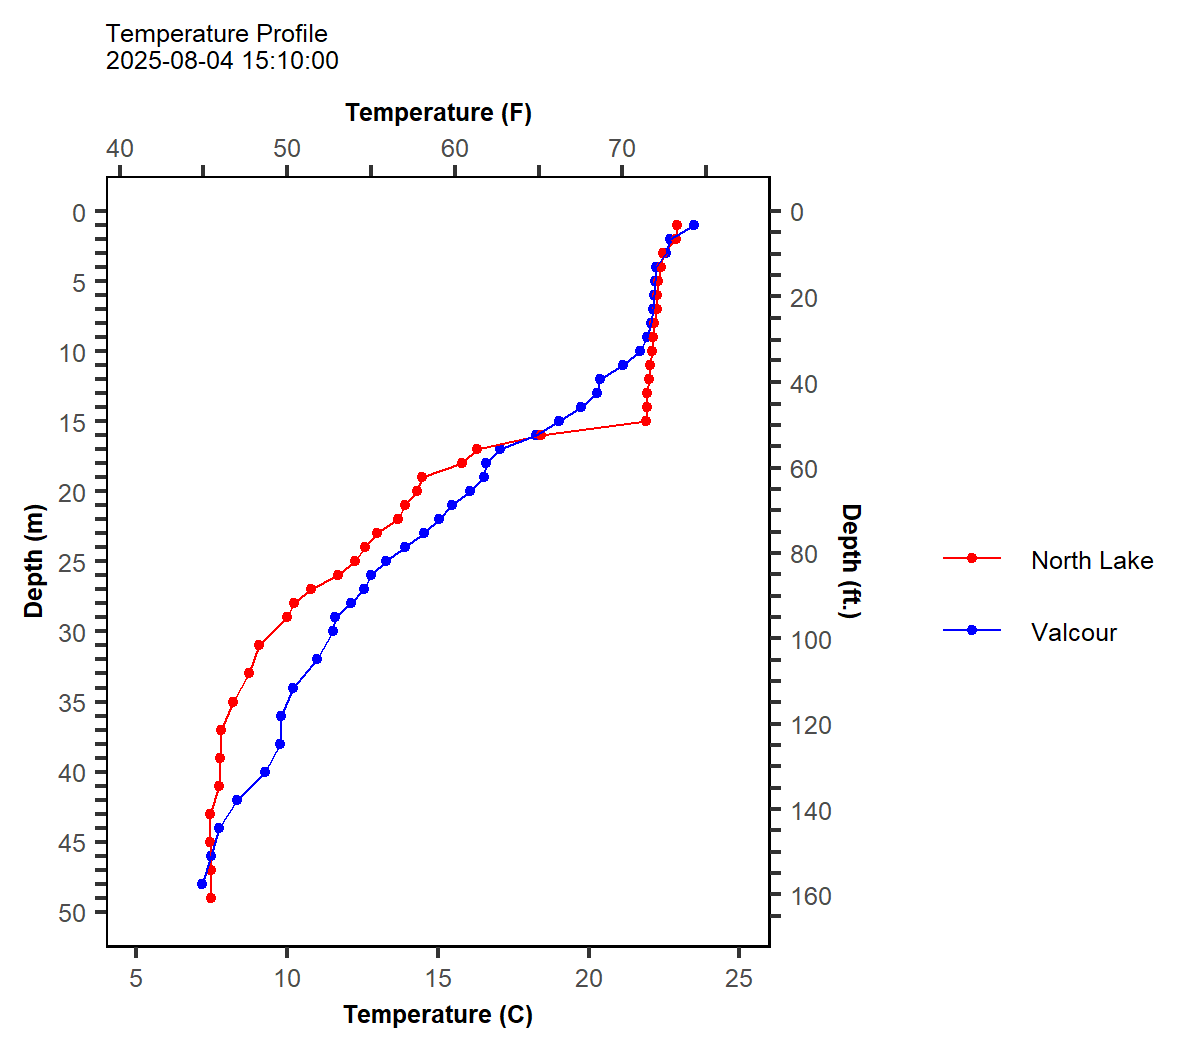 Temperature Profile
2025-08-04 15:10:00
Temperature (F)
40 50 60 70
0 0
5
20
10
40
15
60
20
Depth (m)
Depth (ft.)
25
80
North Lake
30
100
Valcour
35
120
40
140
45
160
50
5 10 15 20 25
Temperature (C)